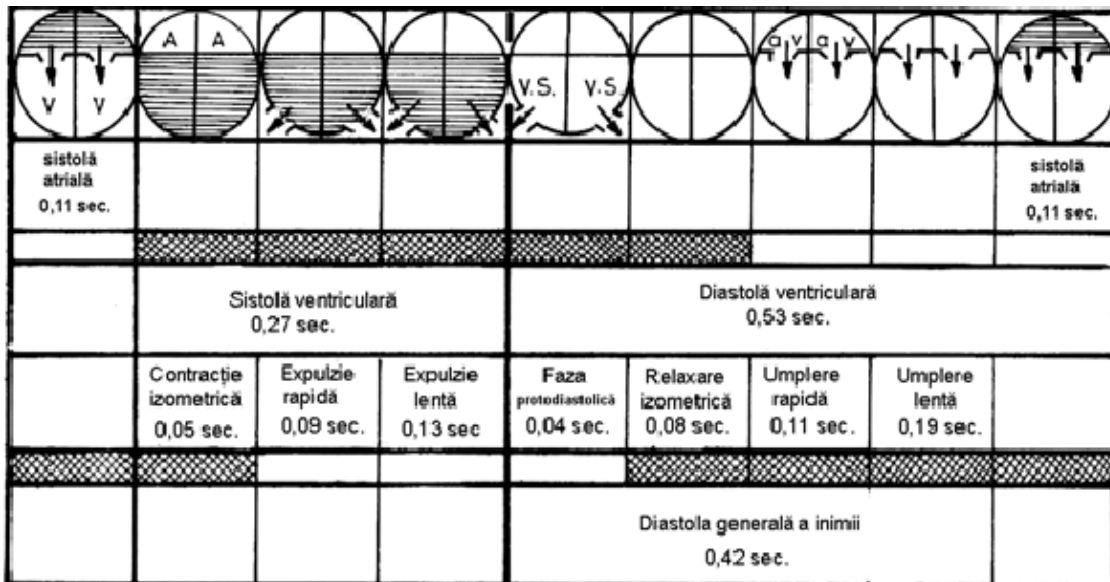 V V
A A
V.S. V.S.
a v a v
sistolă
atrială
0,11 sec.
sistolă
atrială
0,11 sec.
Sistolă ventriculară
0,27 sec.
Diastolă ventriculară
0,53 sec.
Contracție
izometrică
0,05 sec.
Expulzie
rapidă
0,09 sec.
Expulzie
lentă
0,13 sec
Faza
protodiastolică
0,04 sec.
Relaxare
izometrică
0,08 sec.
Umplere
rapidă
0,11 sec.
Umplere
lentă
0,19 sec.
Diastola generală a inimii
0,42 sec.